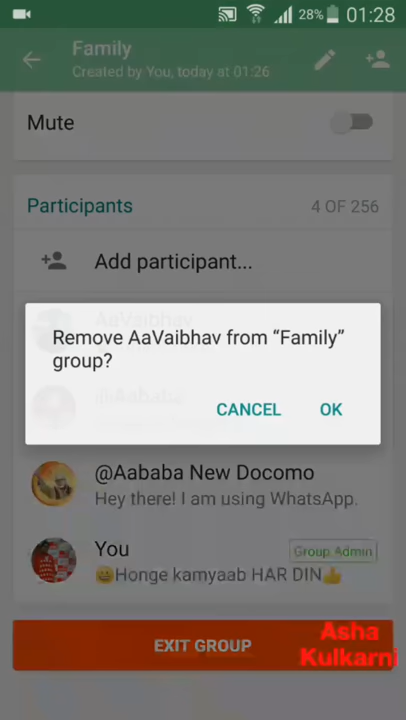 28% 01:28
Family
Created by You, today at 01:26
Mute
Participants 4 OF 256
Add participant...
AaVaibhav
Remove AaVaibhav from “Family”
group?
@Aababa
CANCEL OK
@Aababa New Docomo
Hey there! I am using WhatsApp.
You Group Admin
😀Honge kamyaab HAR DIN👍
EXIT GROUP
Asha
Kulkarni